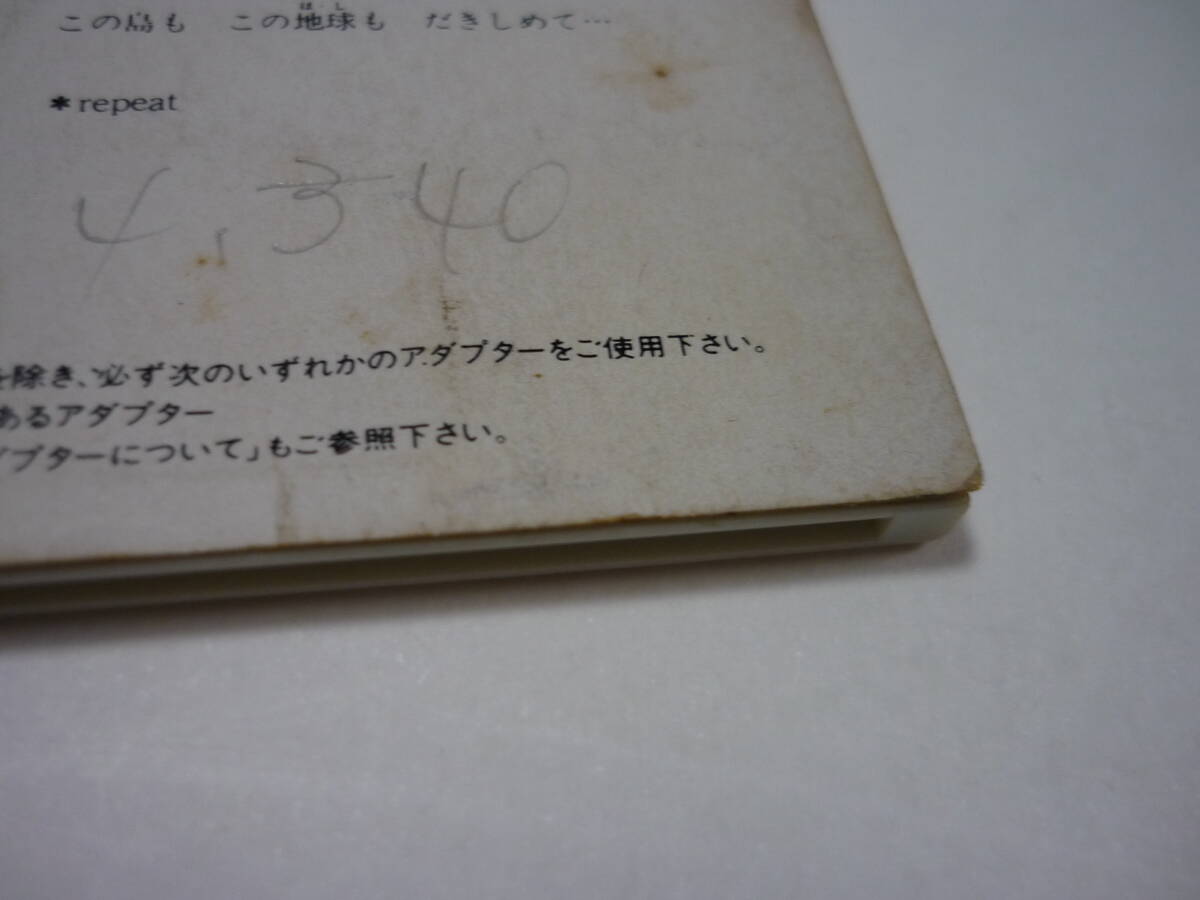 この島も　この地球も　だきしめて…
*repeat
4,340
を除き、必ず次のいずれかのアダプターをご使用下さい。
あるアダプター
ダプターについて」もご参照下さい。